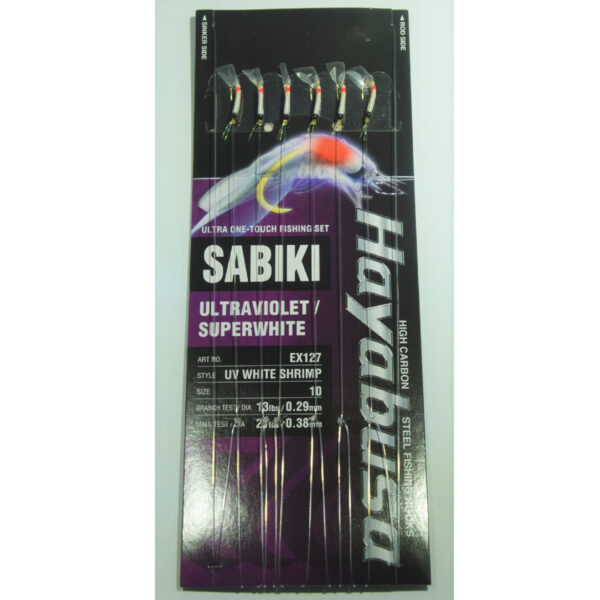 SINKER SIDE
ROD SIDE
ULTRA ONE-TOUCH FISHING SET
SABIKI
ULTRAVIOLET /
SUPERWHITE
ART NO. EX127
STYLE UV WHITE SHRIMP
SIZE 10
BRANCH TEST / DIA 13lbs / 0.29mm
MAIN TEST / DIA / 0.38mm
Hayabusa
HIGH CARBON STEEL FISHING HOOKS